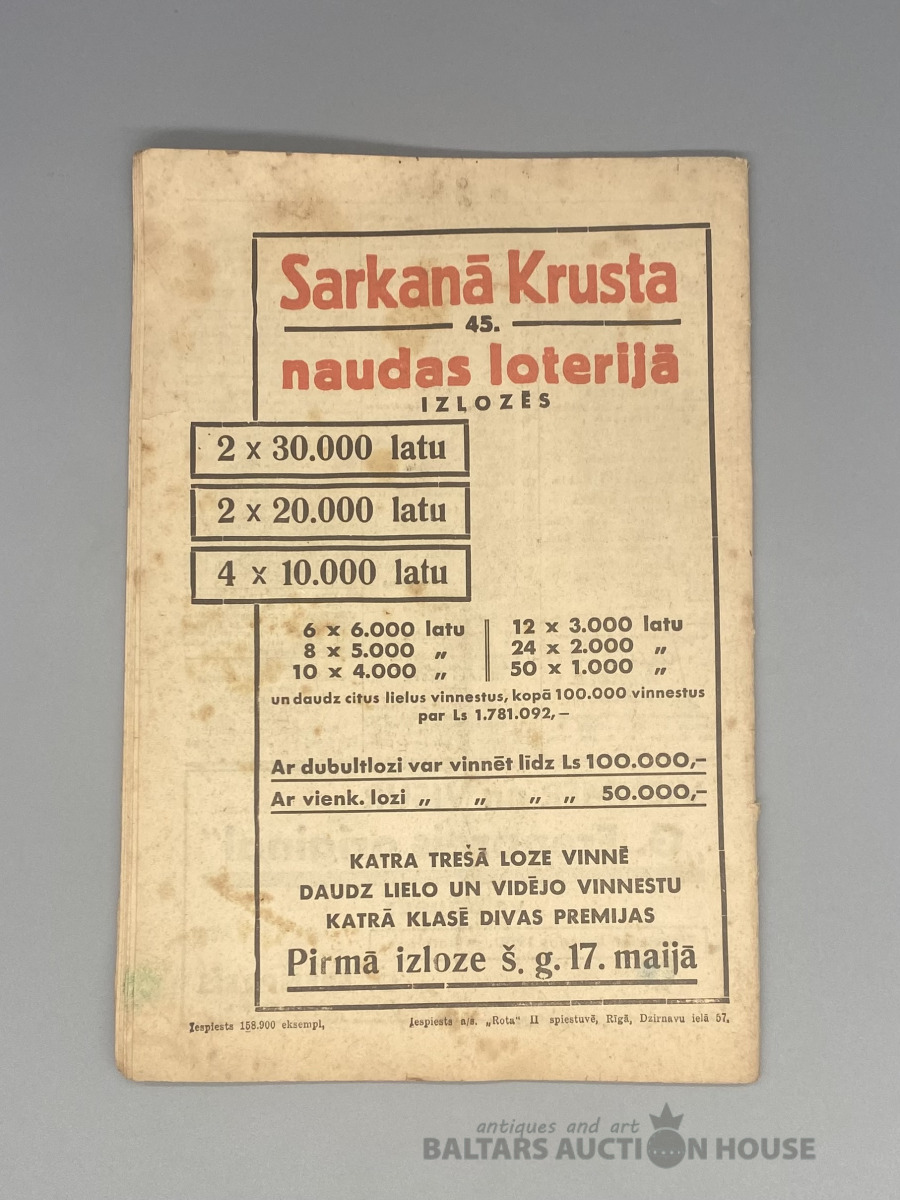 Sarkanā Krusta
45.
naudas loterijā
IZLOZĒS
2 x 30.000 latu
2 x 20.000 latu
4 x 10.000 latu
6 x 6.000 latu
8 x 5.000 „
10 x 4.000 „
12 x 3.000 latu
24 x 2.000 „
50 x 1.000 „
un daudz citus lielus vinnestus, kopā 100.000 vinnestus
par Ls 1.781.092,–
Ar dubultlozi var vinnēt līdz Ls 100.000,–
Ar vienk. lozi „ „ „ „ 50.000,–
KATRA TREŠĀ LOZE VINNĒ
DAUDZ LIELO UN VIDĒJO VINNESTU
KATRĀ KLASĒ DIVAS PREMIJAS
Pirmā izloze š. g. 17. maijā
Iespiests 158.900 eksempl,
Iespiests a/s. „Rota“ II spiestuvē, Rīgā, Dzirnavu ielā 57.
antiques and art
BALTARS AUCTION HOUSE